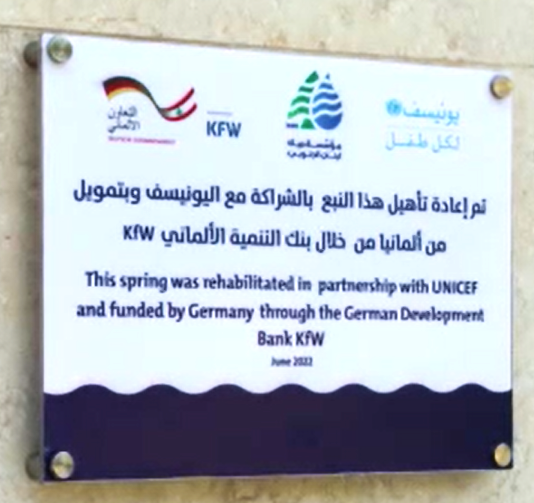 التعاون
الألماني
KFW
مؤسسة مياه
لبنان الجنوبي
يونيسف
لكل طفل
تم إعادة تأهيل هذا النبع بالشراكة مع اليونيسف وبتمويل
من ألمانيا من خلال بنك التنمية الألماني KfW
This spring was rehabilitated in partnership with UNICEF
and funded by Germany through the German Development
Bank KfW
June 2022